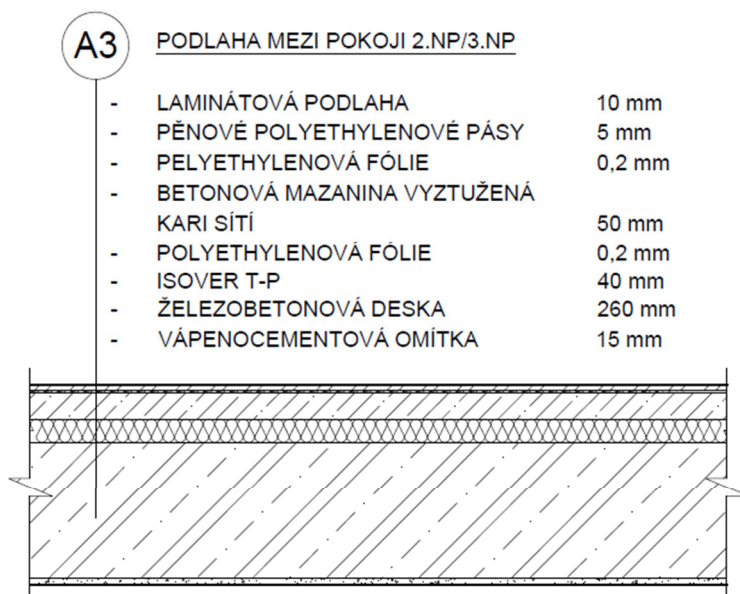 A3 PODLAHA MEZI POKOJI 2.NP/3.NP
- LAMINÁTOVÁ PODLAHA 10 mm
- PĚNOVÉ POLYETHYLENOVÉ PÁSY 5 mm
- PELYETHYLENOVÁ FÓLIE 0,2 mm
- BETONOVÁ MAZANINA VYZTUŽENÁ
KARI SÍTÍ 50 mm
- POLYETHYLENOVÁ FÓLIE 0,2 mm
- ISOVER T-P 40 mm
- ŽELEZOBETONOVÁ DESKA 260 mm
- VÁPENOCEMENTOVÁ OMÍTKA 15 mm